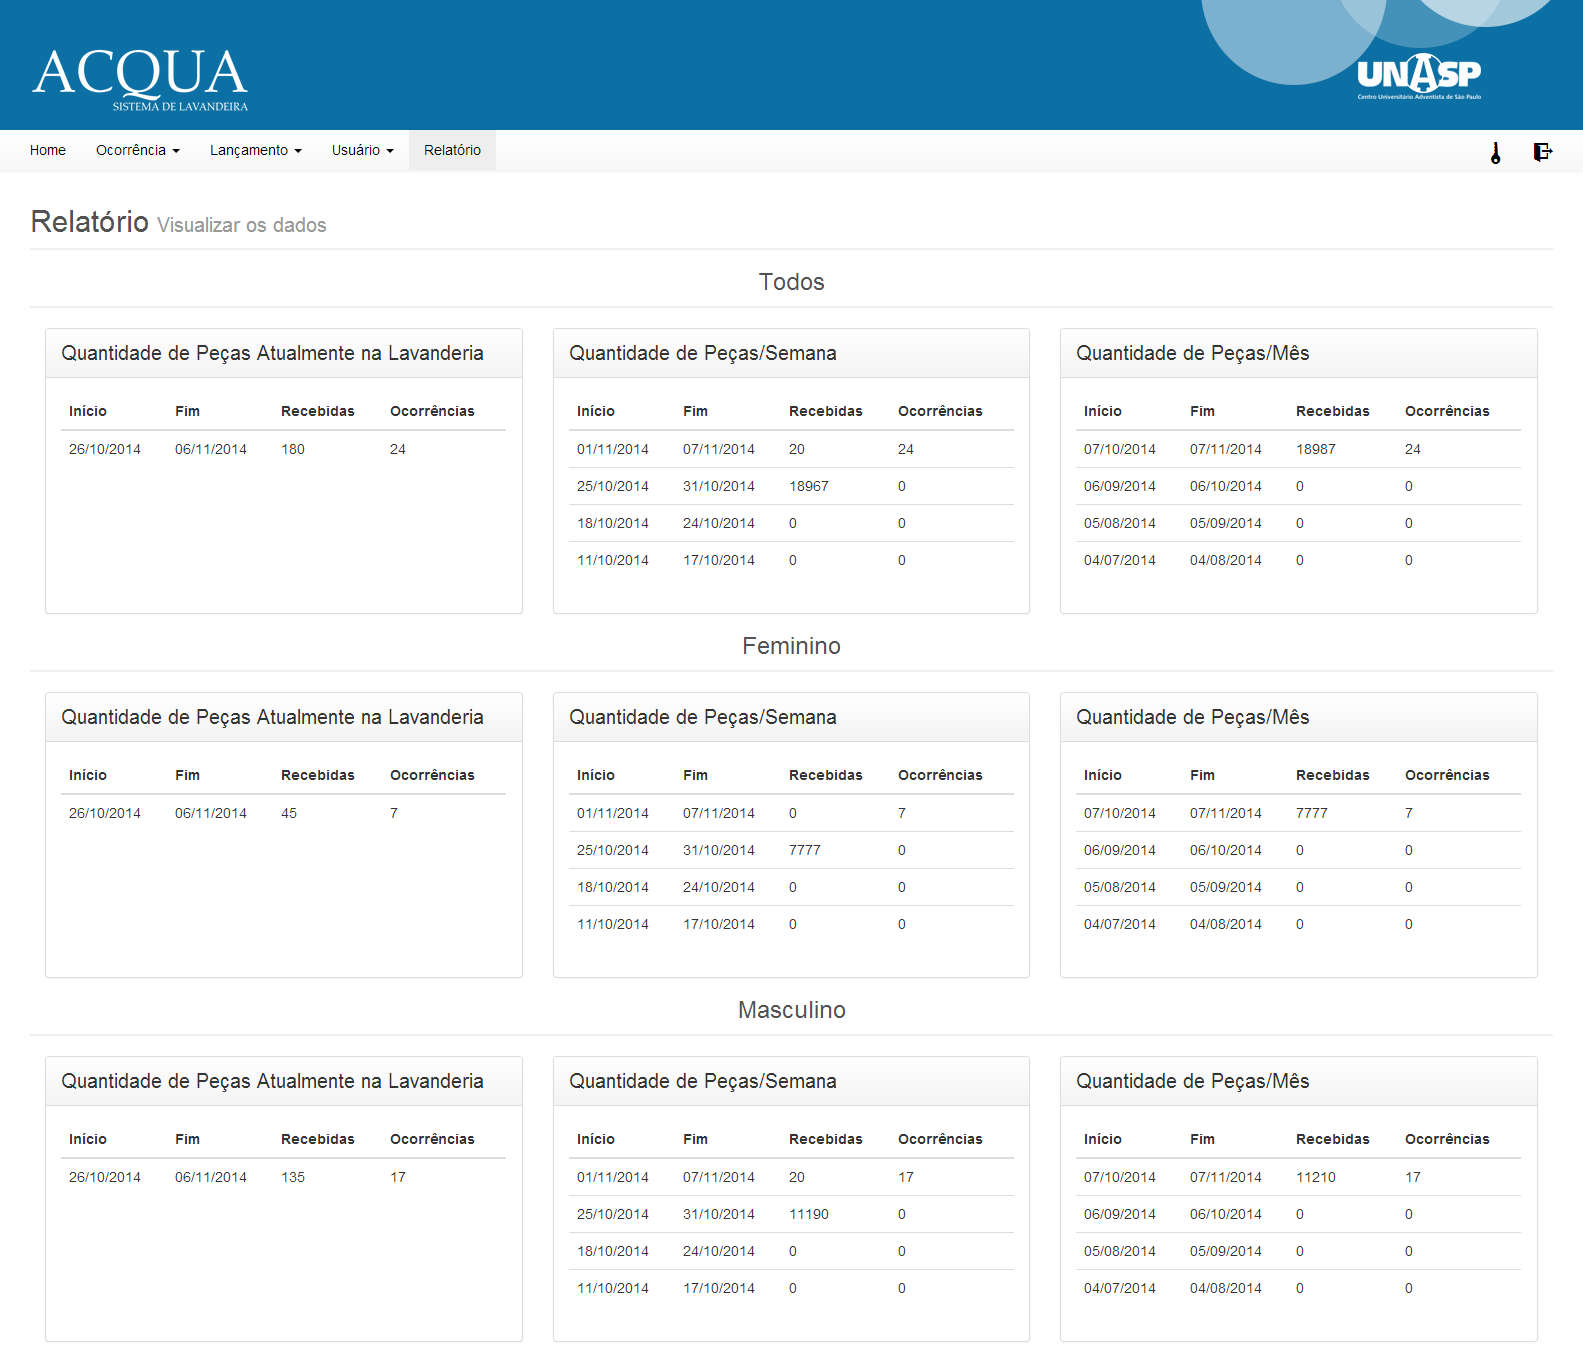 ACQUA
SISTEMA DE LAVANDEIRA
UNASP
Centro Universitário Adventista de São Paulo
Home Ocorrência Lançamento Usuário Relatório
Relatório Visualizar os dados
Todos
Quantidade de Peças Atualmente na Lavanderia
Início Fim Recebidas Ocorrências
26/10/2014 06/11/2014 180 24
Quantidade de Peças/Semana
Início Fim Recebidas Ocorrências
01/11/2014 07/11/2014 20 24
25/10/2014 31/10/2014 18967 0
18/10/2014 24/10/2014 0 0
11/10/2014 17/10/2014 0 0
Quantidade de Peças/Mês
Início Fim Recebidas Ocorrências
07/10/2014 07/11/2014 18987 24
06/09/2014 06/10/2014 0 0
05/08/2014 05/09/2014 0 0
04/07/2014 04/08/2014 0 0
Feminino
Quantidade de Peças Atualmente na Lavanderia
Início Fim Recebidas Ocorrências
26/10/2014 06/11/2014 45 7
Quantidade de Peças/Semana
Início Fim Recebidas Ocorrências
01/11/2014 07/11/2014 0 7
25/10/2014 31/10/2014 7777 0
18/10/2014 24/10/2014 0 0
11/10/2014 17/10/2014 0 0
Quantidade de Peças/Mês
Início Fim Recebidas Ocorrências
07/10/2014 07/11/2014 7777 7
06/09/2014 06/10/2014 0 0
05/08/2014 05/09/2014 0 0
04/07/2014 04/08/2014 0 0
Masculino
Quantidade de Peças Atualmente na Lavanderia
Início Fim Recebidas Ocorrências
26/10/2014 06/11/2014 135 17
Quantidade de Peças/Semana
Início Fim Recebidas Ocorrências
01/11/2014 07/11/2014 20 17
25/10/2014 31/10/2014 11190 0
18/10/2014 24/10/2014 0 0
11/10/2014 17/10/2014 0 0
Quantidade de Peças/Mês
Início Fim Recebidas Ocorrências
07/10/2014 07/11/2014 11210 17
06/09/2014 06/10/2014 0 0
05/08/2014 05/09/2014 0 0
04/07/2014 04/08/2014 0 0